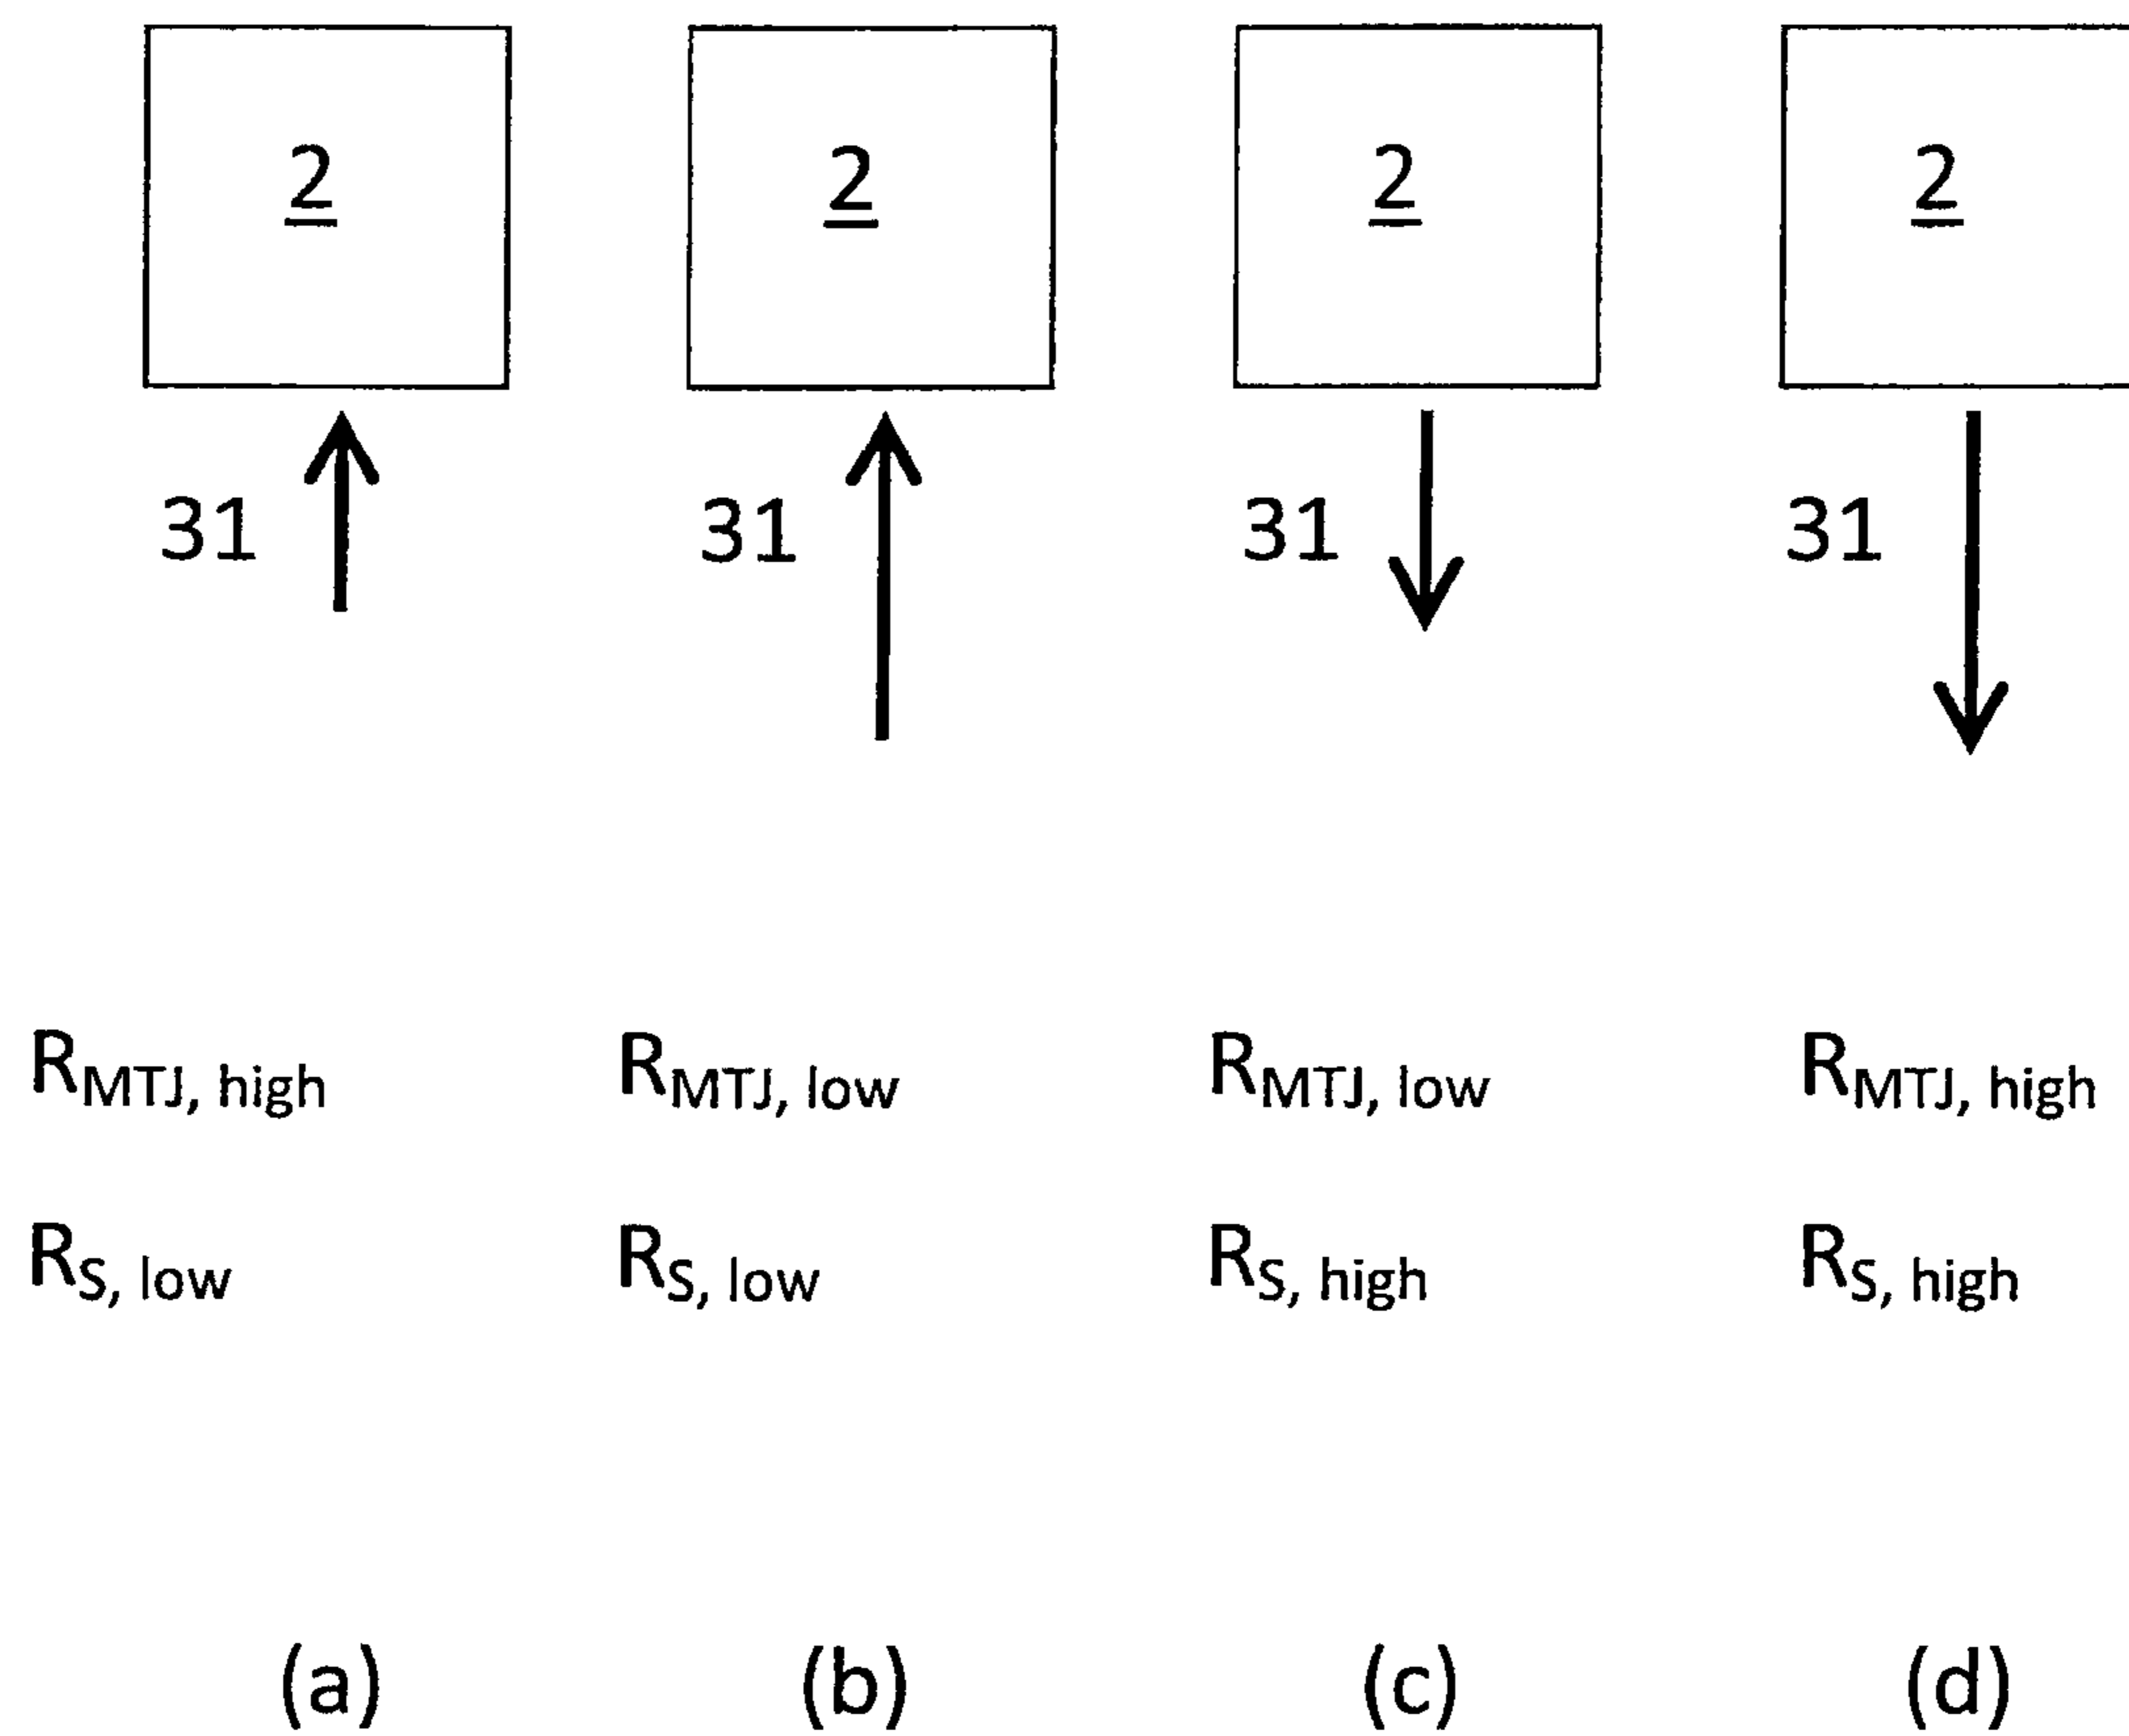 2 2 2 2
31 31 31 31
RMTJ, high RMTJ, low RMTJ, low RMTJ, high
RS, low RS, low RS, high RS, high
(a) (b) (c) (d)